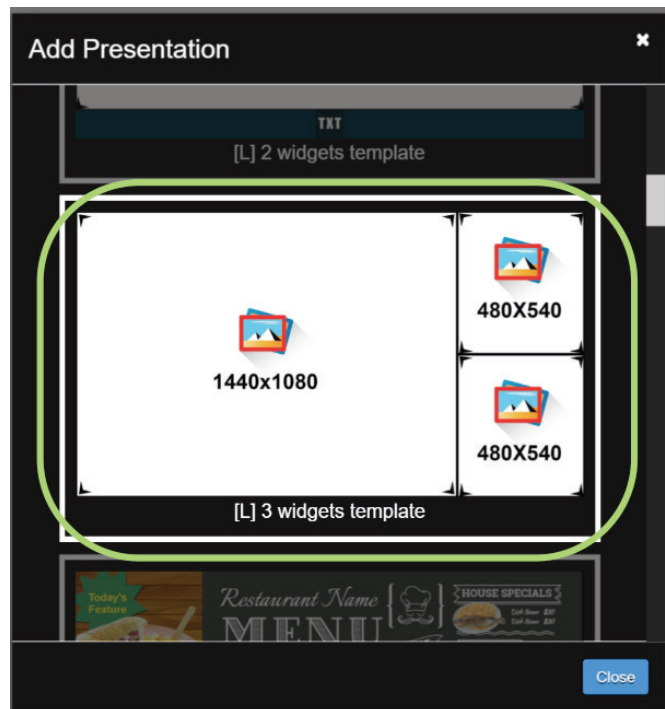 Add Presentation
TXT
[L] 2 widgets template
1440x1080
480X540
480X540
[L] 3 widgets template
Today's
Feature
Restaurant Name
MENU
HOUSE SPECIALS
Close